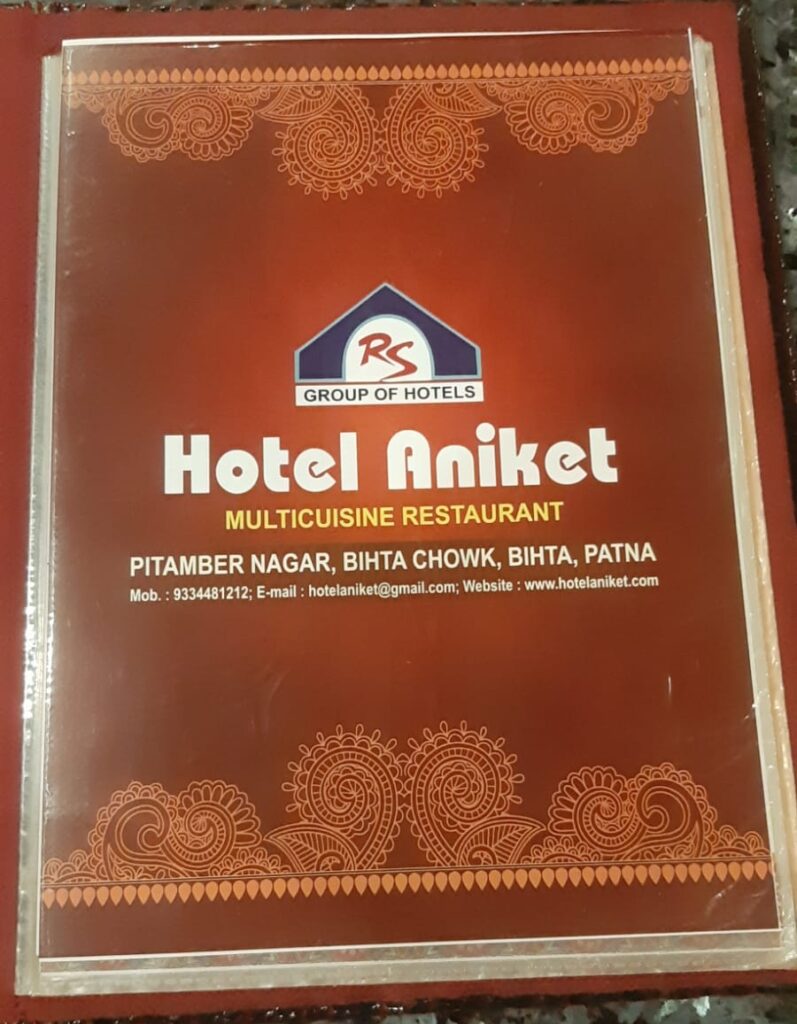 RS
GROUP OF HOTELS
Hotel Aniket
MULTICUISINE RESTAURANT
PITAMBER NAGAR, BIHTA CHOWK, BIHTA, PATNA
Mob. : 9334481212; E-mail : hotelaniket@gmail.com; Website : www.hotelaniket.com